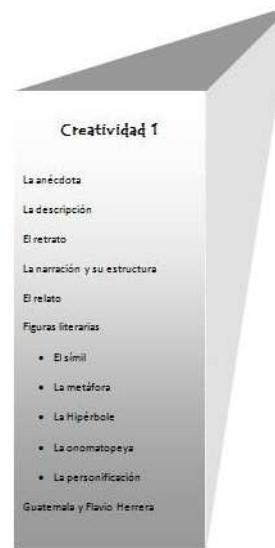 Creatividad 1
La anécdota
La descripción
El retrato
La narración y su estructura
El relato
Figuras literarias
• El símil
• La metáfora
• La Hipérbole
• La onomatopeya
• La personificación
Guatemala y Flavio Herrera